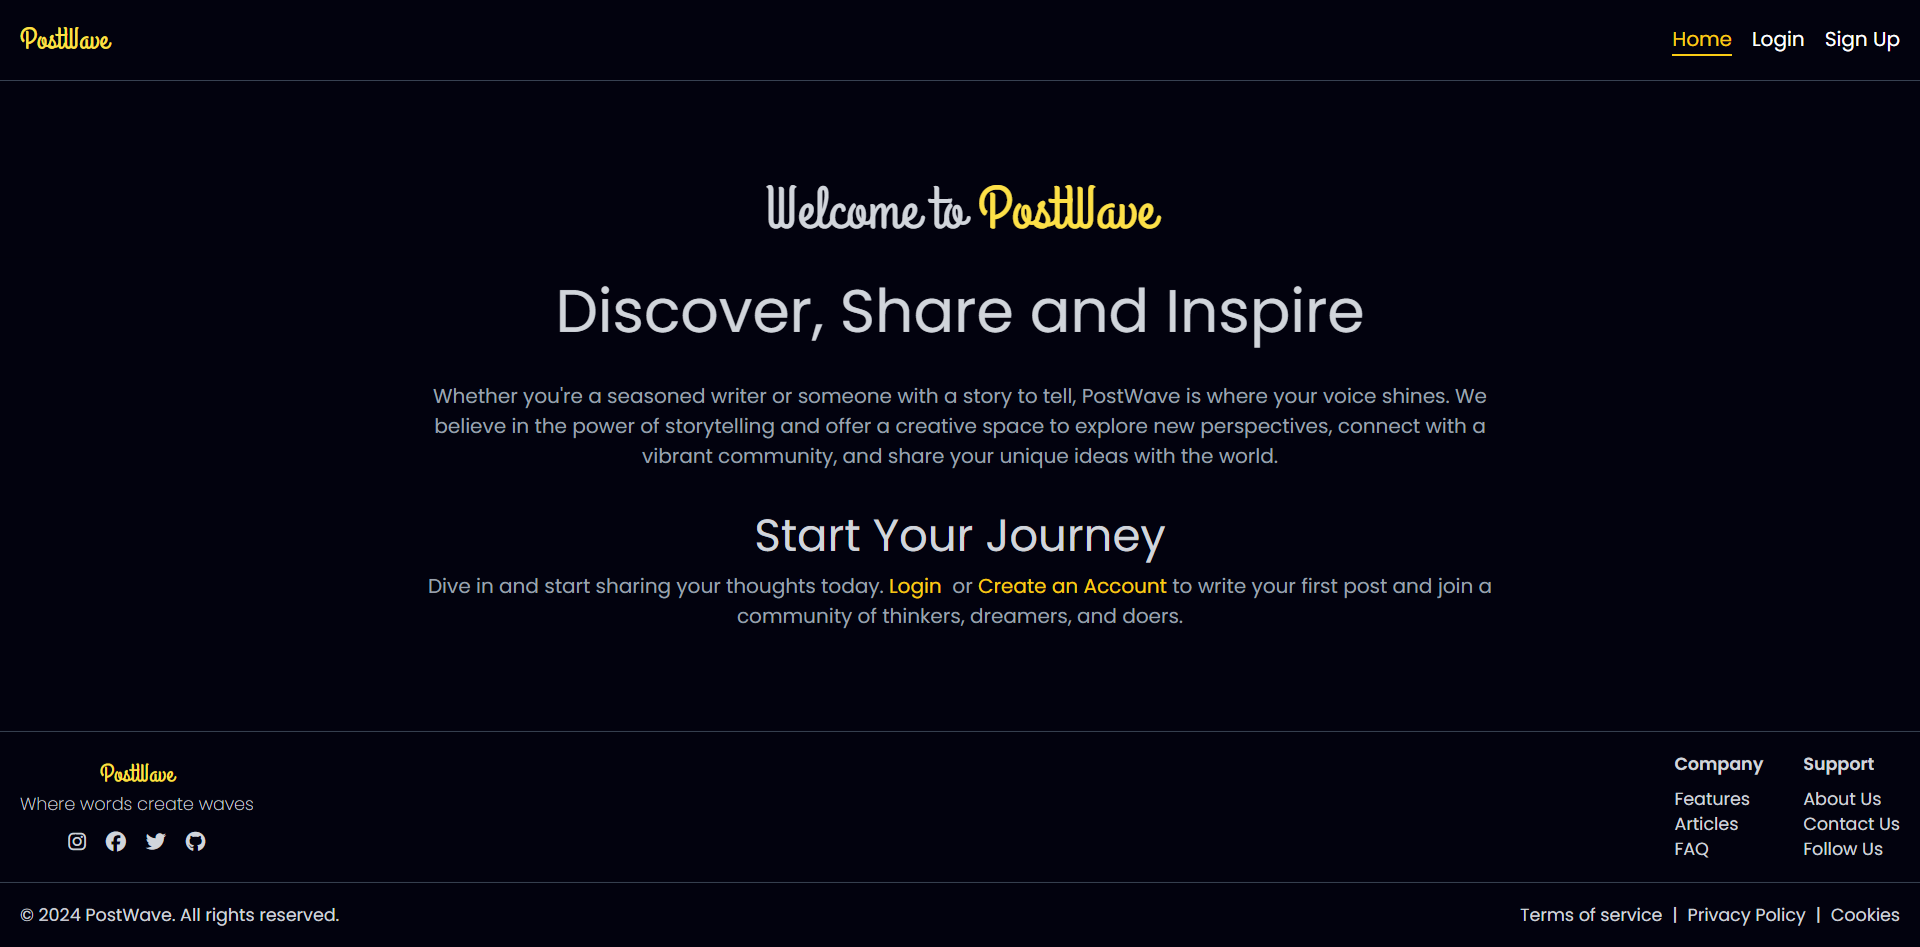 PostWave
Home Login Sign Up
Welcome to PostWave
Discover, Share and Inspire
Whether you're a seasoned writer or someone with a story to tell, PostWave is where your voice shines. We
believe in the power of storytelling and offer a creative space to explore new perspectives, connect with a
vibrant community, and share your unique ideas with the world.
Start Your Journey
Dive in and start sharing your thoughts today. Login or Create an Account to write your first post and join a
community of thinkers, dreamers, and doers.
PostWave
Where words create waves
Company
Features
Articles
FAQ
Support
About Us
Contact Us
Follow Us
© 2024 PostWave. All rights reserved.
Terms of service | Privacy Policy | Cookies